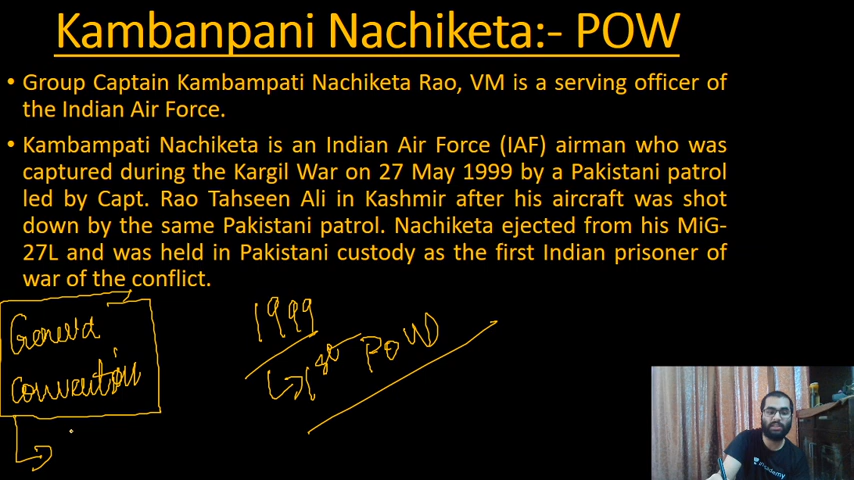 Kambanpani Nachiketa:- POW
• Group Captain Kambampati Nachiketa Rao, VM is a serving officer of
the Indian Air Force.
• Kambampati Nachiketa is an Indian Air Force (IAF) airman who was
captured during the Kargil War on 27 May 1999 by a Pakistani patrol
led by Capt. Rao Tahseen Ali in Kashmir after his aircraft was shot
down by the same Pakistani patrol. Nachiketa ejected from his MiG-
27L and was held in Pakistani custody as the first Indian prisoner of
war of the conflict.
1999
Geneva
1st POW
Convention